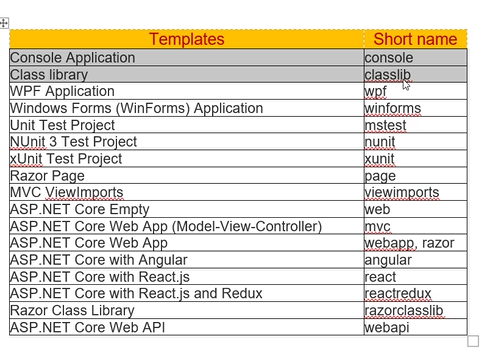 Templates Short name
Console Application console
Class library classlib
WPF Application wpf
Windows Forms (WinForms) Application winforms
Unit Test Project mstest
NUnit 3 Test Project nunit
xUnit Test Project xunit
Razor Page page
MVC ViewImports viewimports
ASP.NET Core Empty web
ASP.NET Core Web App (Model-View-Controller) mvc
ASP.NET Core Web App webapp, razor
ASP.NET Core with Angular angular
ASP.NET Core with React.js react
ASP.NET Core with React.js and Redux reactredux
Razor Class Library razorclasslib
ASP.NET Core Web API webapi